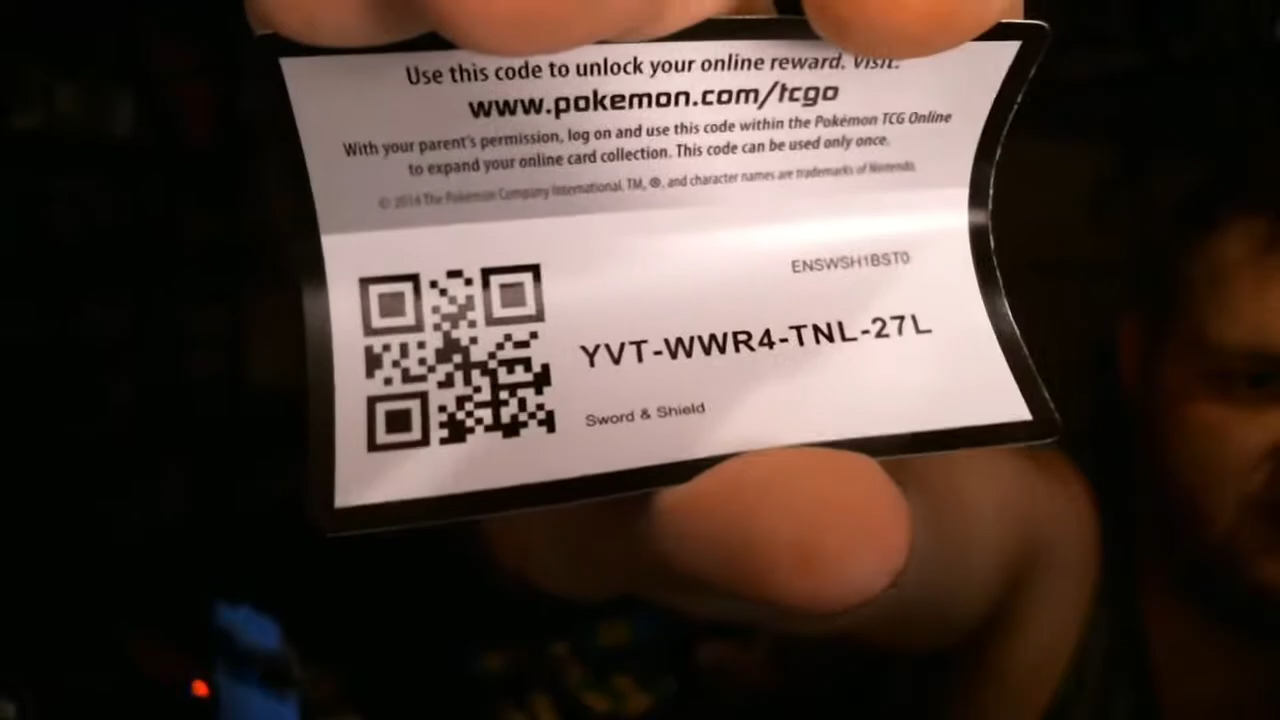 Use this code to unlock your online reward. Visit:
www.pokemon.com/tcgo
With your parent's permission, log on and use this code within the Pokémon TCG Online
to expand your online card collection. This code can be used only once.
© 2014 The Pokémon Company International. TM, ®, and character names are trademarks of Nintendo.
ENSWSH1BST0
YVT-WWR4-TNL-27L
Sword & Shield